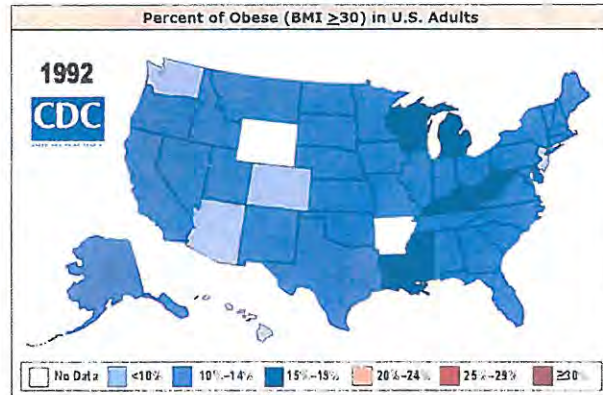 Percent of Obese (BMI ≥30) in U.S. Adults
1992
CDC
No Data <10% 10%–14% 15%–19% 20%–24% 25%–29% ≥30%